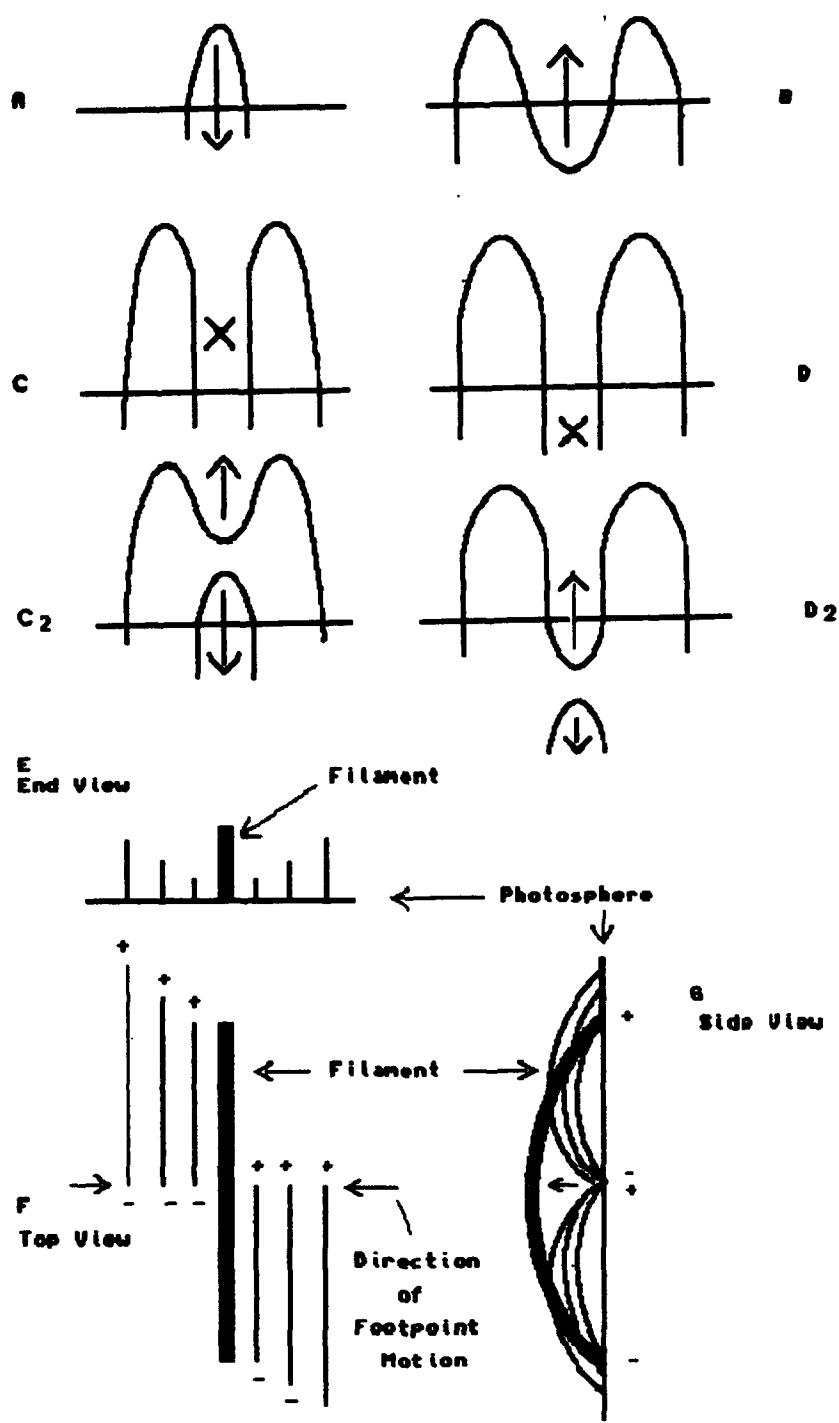 A
B
C
D
C2
D2
E
End View
Filament
Photosphere
+
+
+
G
Side View
+
Filament
+ + +
-
+
- - -
F
Top View
Direction
of
Footpoint
Motion
-
-
-